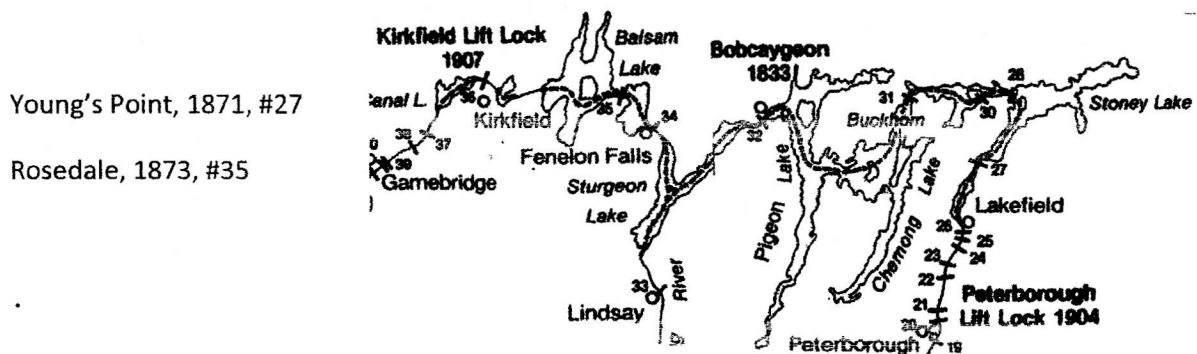 Young's Point, 1871, #27
Rosedale, 1873, #35
Kirkfield Lift Lock
1907
Balsam
Lake
Bobcaygeon
1833
Canal L.
36
Kirkfield
35
34
Fenelon Falls
38
37
39
Gamebridge
Sturgeon
Lake
33
River
Lindsay
32
Pigeon
Lake
31
Buckhorn
Lake
Chemong
28
30
Stoney Lake
27
Lakefield
26
25
24
23
22
21
Peterborough
Lift Lock 1904
20
Peterborough
19